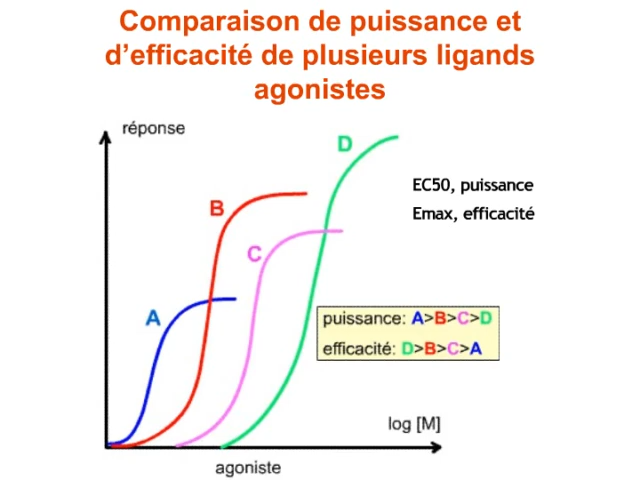 Comparaison de puissance et
d'efficacité de plusieurs ligands
agonistes
réponse
D
EC50, puissance
B
Emax, efficacité
C
A
puissance: A>B>C>D
efficacité: D>B>C>A
log [M]
agoniste